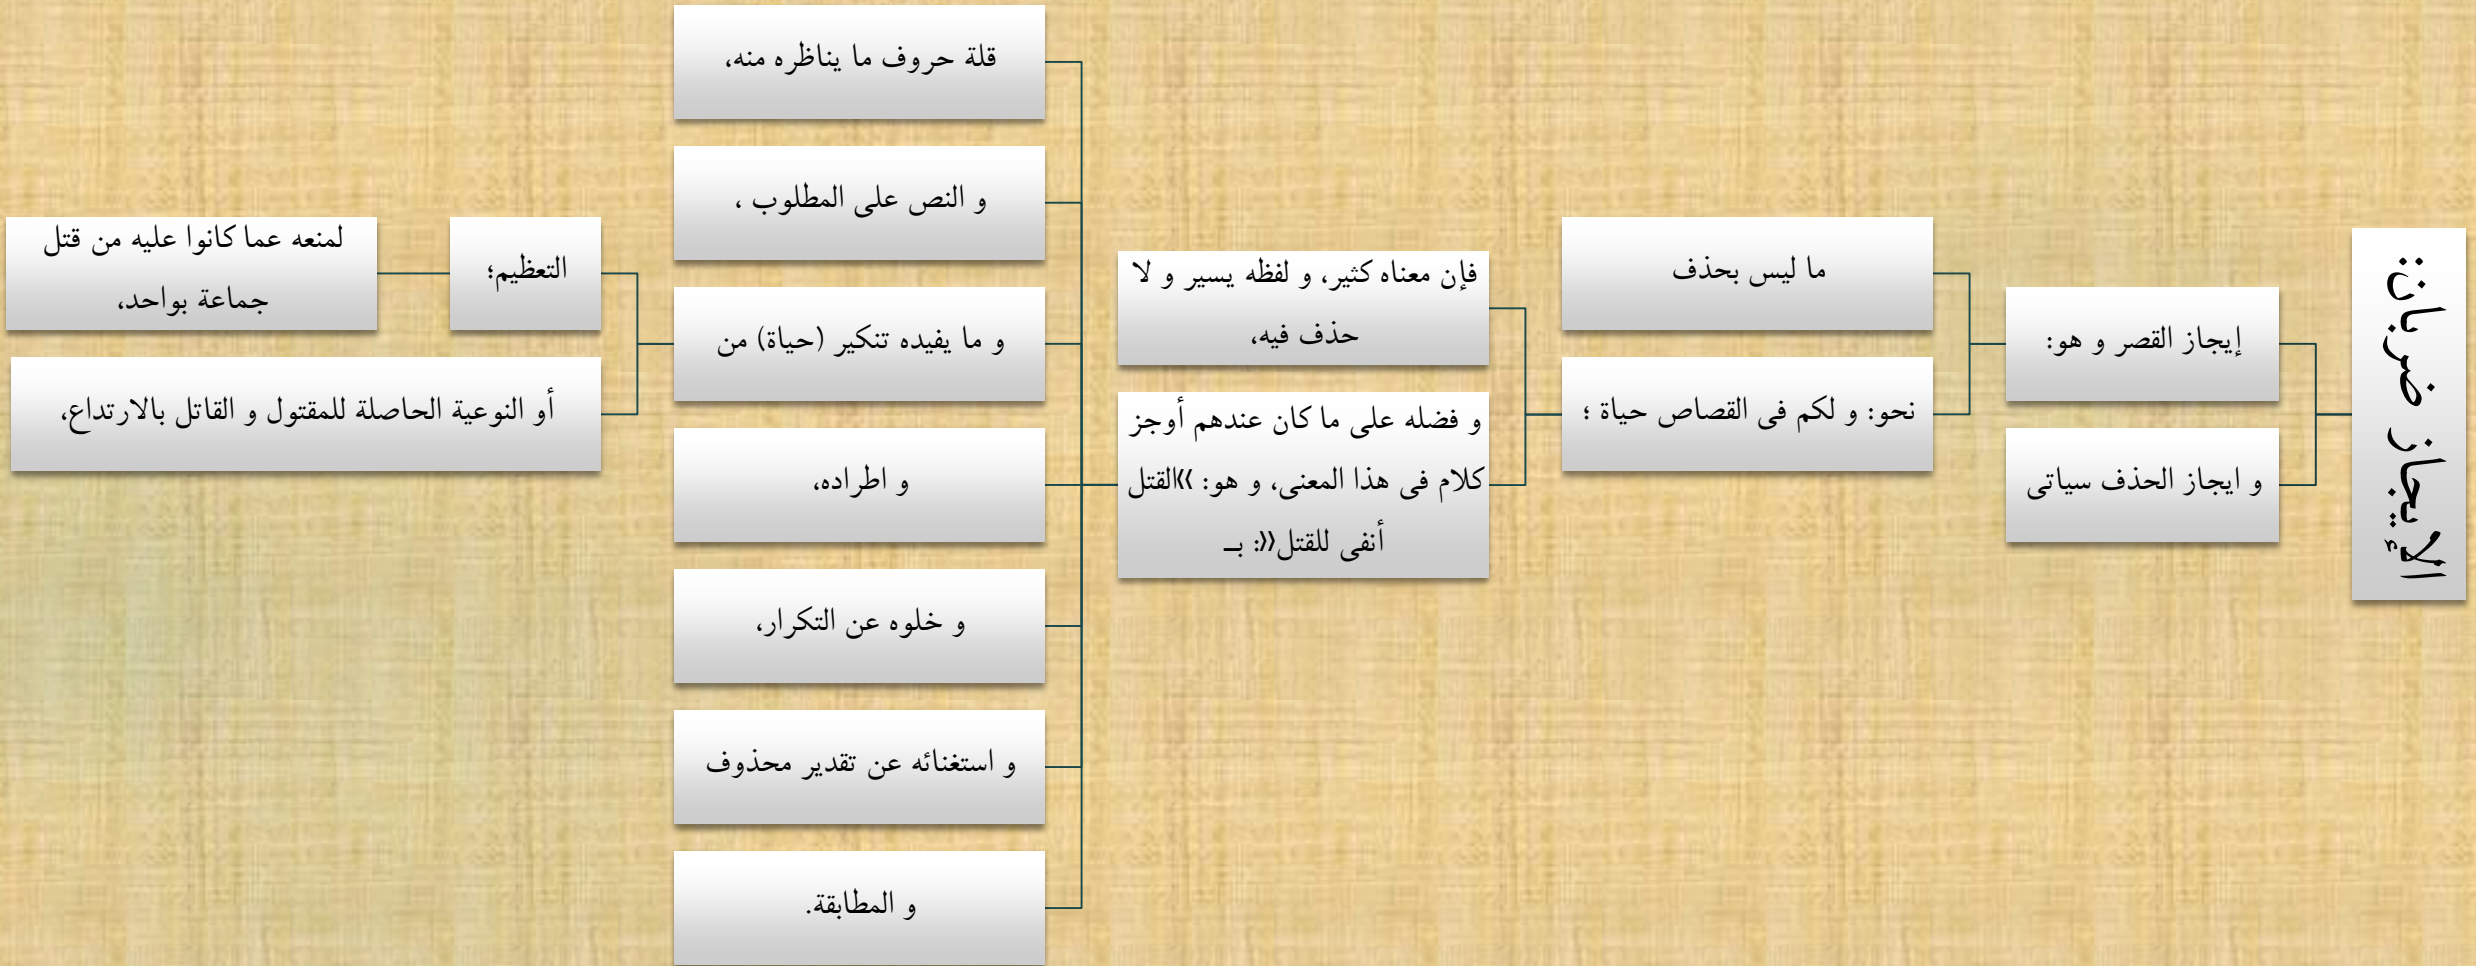 الإيجاز ضربان:
إيجاز القصر و هو:
ما ليس بحذف
نحو: و لكم فى القصاص حياة ؛
فإن معناه كثير، و لفظه يسير و لا
حذف فيه،
و فضله على ما كان عندهم أوجز
كلام فى هذا المعنى، و هو: »القتل
أنفى للقتل«: بـ
قلة حروف ما يناظره منه،
و النص على المطلوب ،
و ما يفيده تنكير (حياة) من
التعظيم؛
لمنعه عما كانوا عليه من قتل
جماعة بواحد،
أو النوعية الحاصلة للمقتول و القاتل بالارتداع،
و اطراده،
و خلوه عن التكرار،
و استغنائه عن تقدير محذوف
و المطابقة.
و ايجاز الحذف سياتى